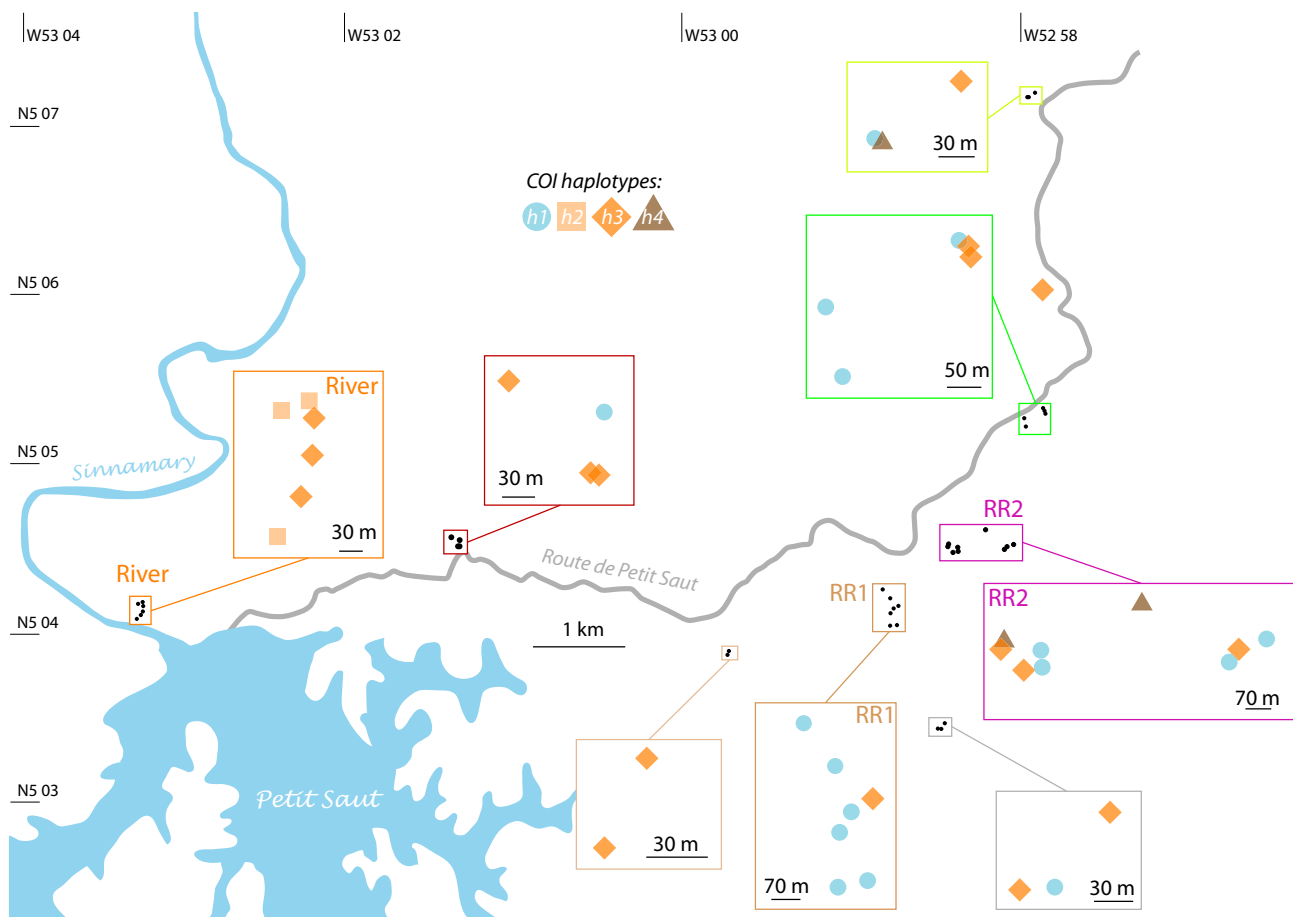 W53 04
W53 02
W53 00
W52 58
N5 07
30 m
COI haplotypes:
h1 h2 h3 h4
N5 06
50 m
River
30 m
30 m
N5 05
Sinnamary
RR2
Route de Petit Saut
River
RR1
RR2
N5 04
1 km
70 m
RR1
N5 03
Petit Saut
30 m
70 m
30 m